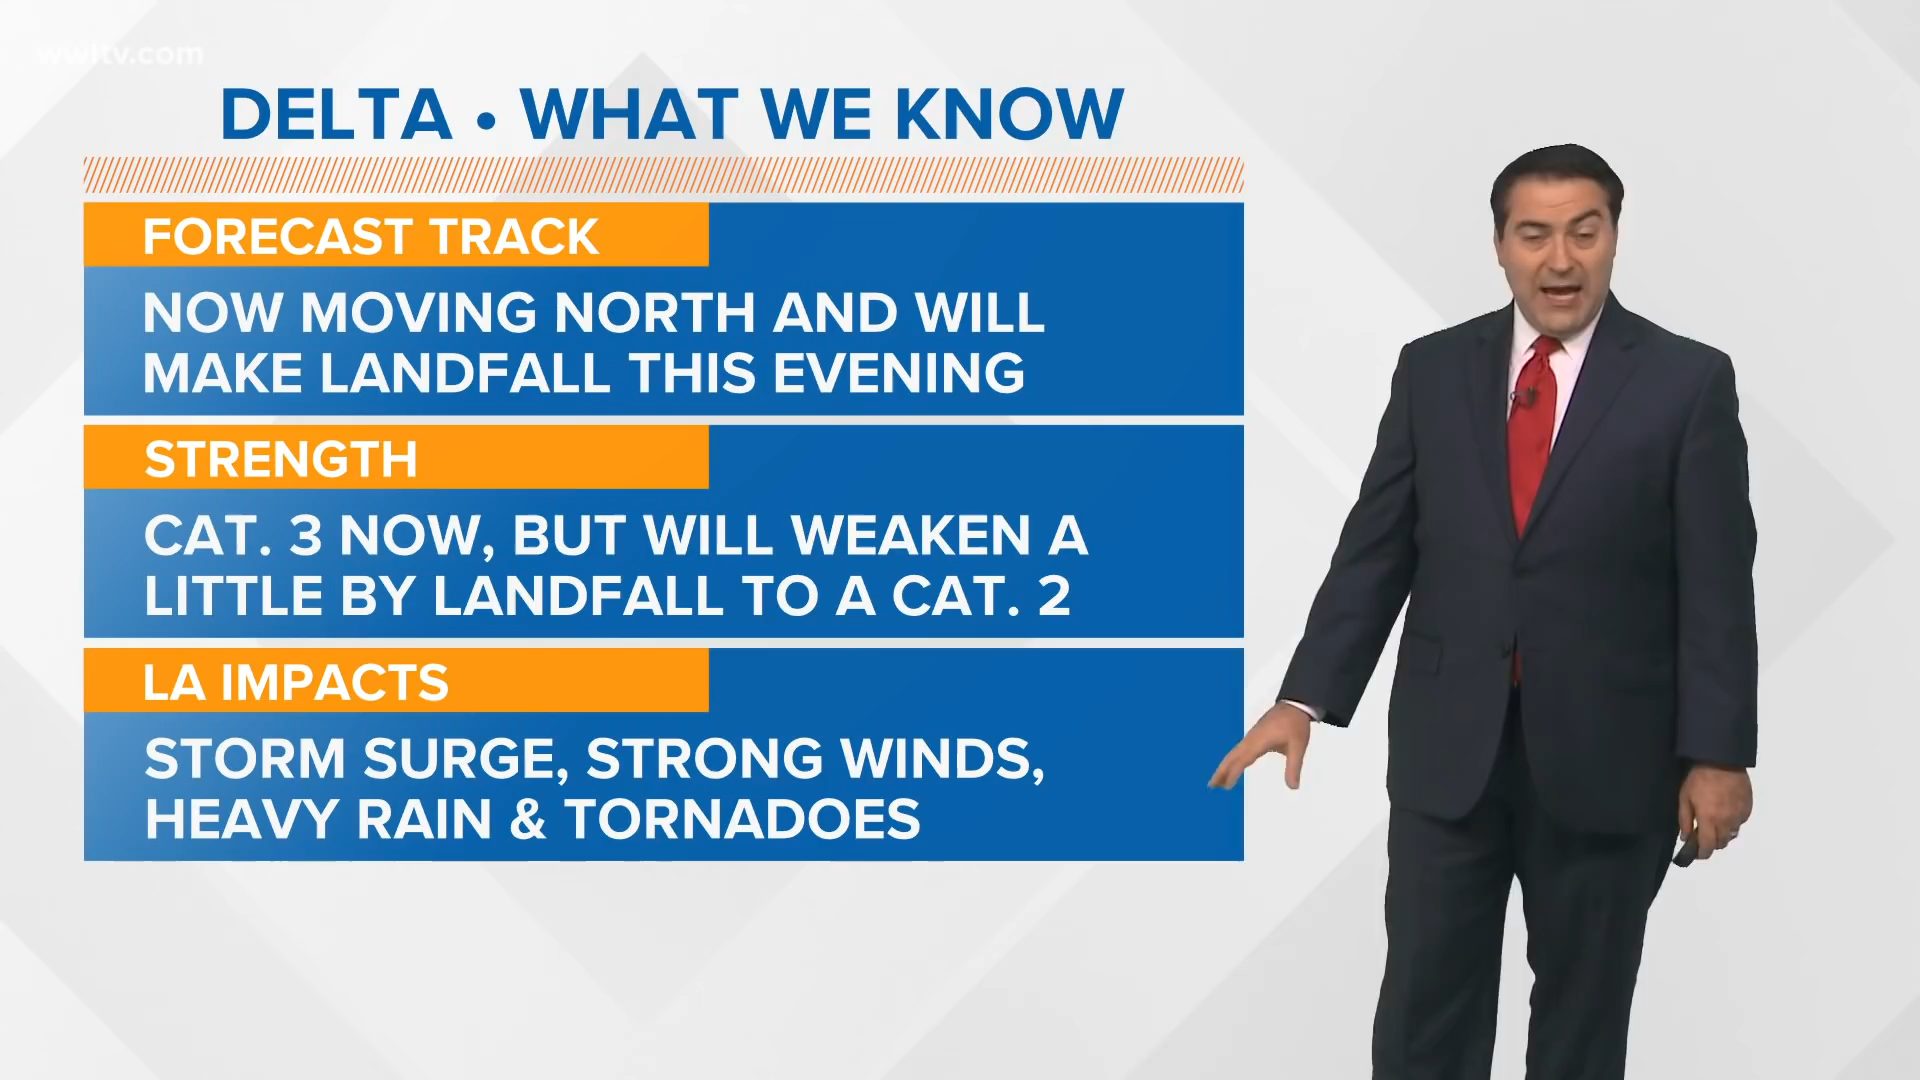 wwltv.com
DELTA • WHAT WE KNOW
FORECAST TRACK
NOW MOVING NORTH AND WILL
MAKE LANDFALL THIS EVENING
STRENGTH
CAT. 3 NOW, BUT WILL WEAKEN A
LITTLE BY LANDFALL TO A CAT. 2
LA IMPACTS
STORM SURGE, STRONG WINDS,
HEAVY RAIN & TORNADOES